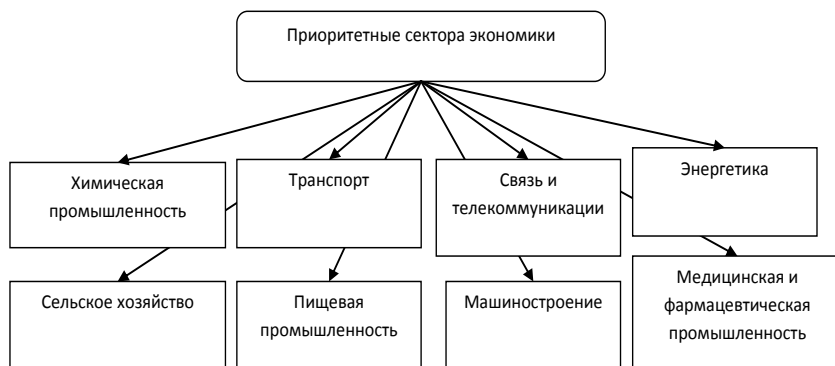 Приоритетные сектора экономики
Химическая
промышленность
Транспорт
Связь и
телекоммуникации
Энергетика
Сельское хозяйство
Пищевая
промышленность
Машиностроение
Медицинская и
фармацевтическая
промышленность